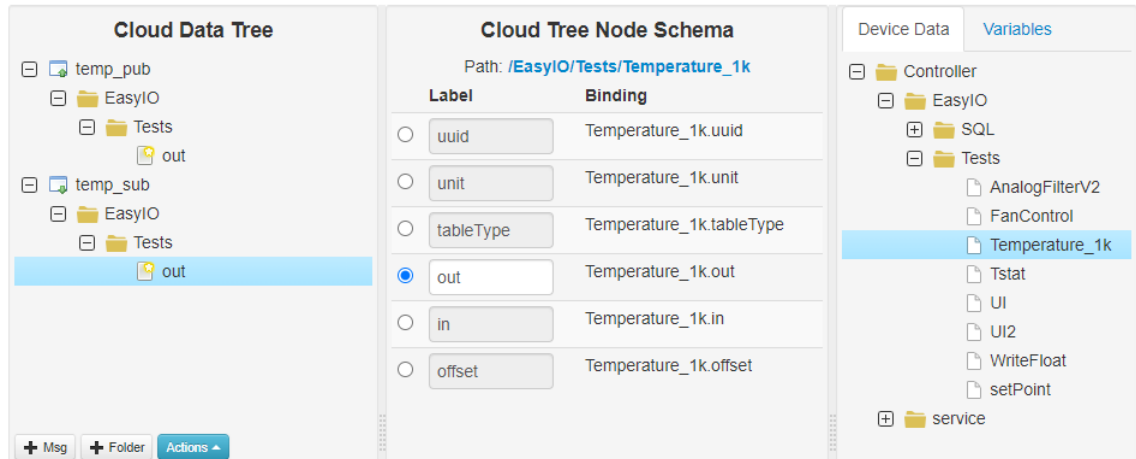 Cloud Data Tree
temp_pub
EasyIO
Tests
out
temp_sub
EasyIO
Tests
out
+ Msg + Folder Actions
Cloud Tree Node Schema
Path: /EasyIO/Tests/Temperature_1k
Label Binding
uuid Temperature_1k.uuid
unit Temperature_1k.unit
tableType Temperature_1k.tableType
out Temperature_1k.out
in Temperature_1k.in
offset Temperature_1k.offset
Device Data Variables
Controller
EasyIO
SQL
Tests
AnalogFilterV2
FanControl
Temperature_1k
Tstat
UI
UI2
WriteFloat
setPoint
service